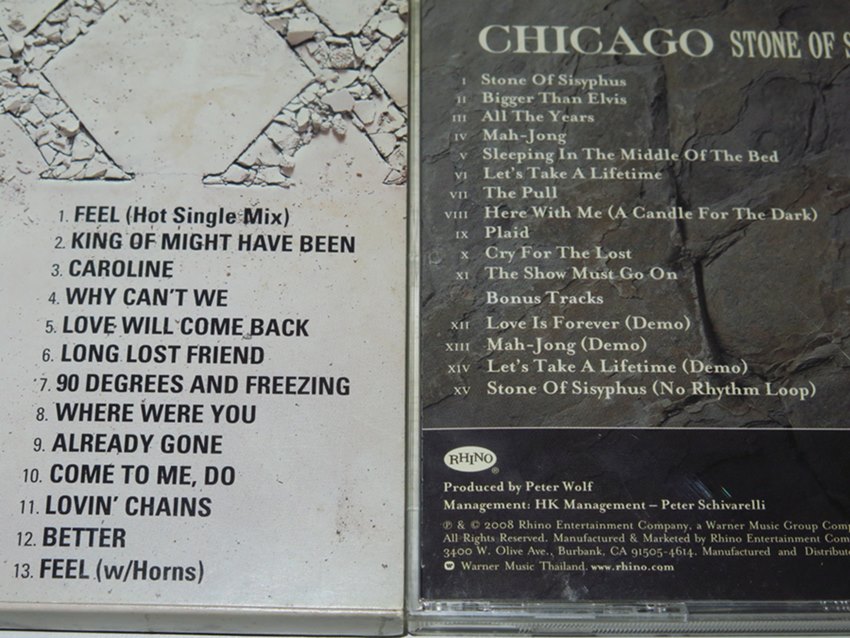 1. FEEL (Hot Single Mix)
2. KING OF MIGHT HAVE BEEN
3. CAROLINE
4. WHY CAN'T WE
5. LOVE WILL COME BACK
6. LONG LOST FRIEND
7. 90 DEGREES AND FREEZING
8. WHERE WERE YOU
9. ALREADY GONE
10. COME TO ME, DO
11. LOVIN' CHAINS
12. BETTER
13. FEEL (w/Horns)
CHICAGO STONE OF S
I Stone Of Sisyphus
II Bigger Than Elvis
III All The Years
IV Mah-Jong
V Sleeping In The Middle Of The Bed
VI Let's Take A Lifetime
VII The Pull
VIII Here With Me (A Candle For The Dark)
IX Plaid
X Cry For The Lost
XI The Show Must Go On
Bonus Tracks
XII Love Is Forever (Demo)
XIII Mah-Jong (Demo)
XIV Let's Take A Lifetime (Demo)
XV Stone Of Sisyphus (No Rhythm Loop)
RHINO®
Produced by Peter Wolf
Management: HK Management – Peter Schivarelli
℗ & © 2008 Rhino Entertainment Company, a Warner Music Group Comp
All Rights Reserved. Manufactured & Marketed by Rhino Entertainment Com
3400 W. Olive Ave., Burbank, CA 91505-4614. Manufactured and Distribut
Warner Music Thailand. www.rhino.com